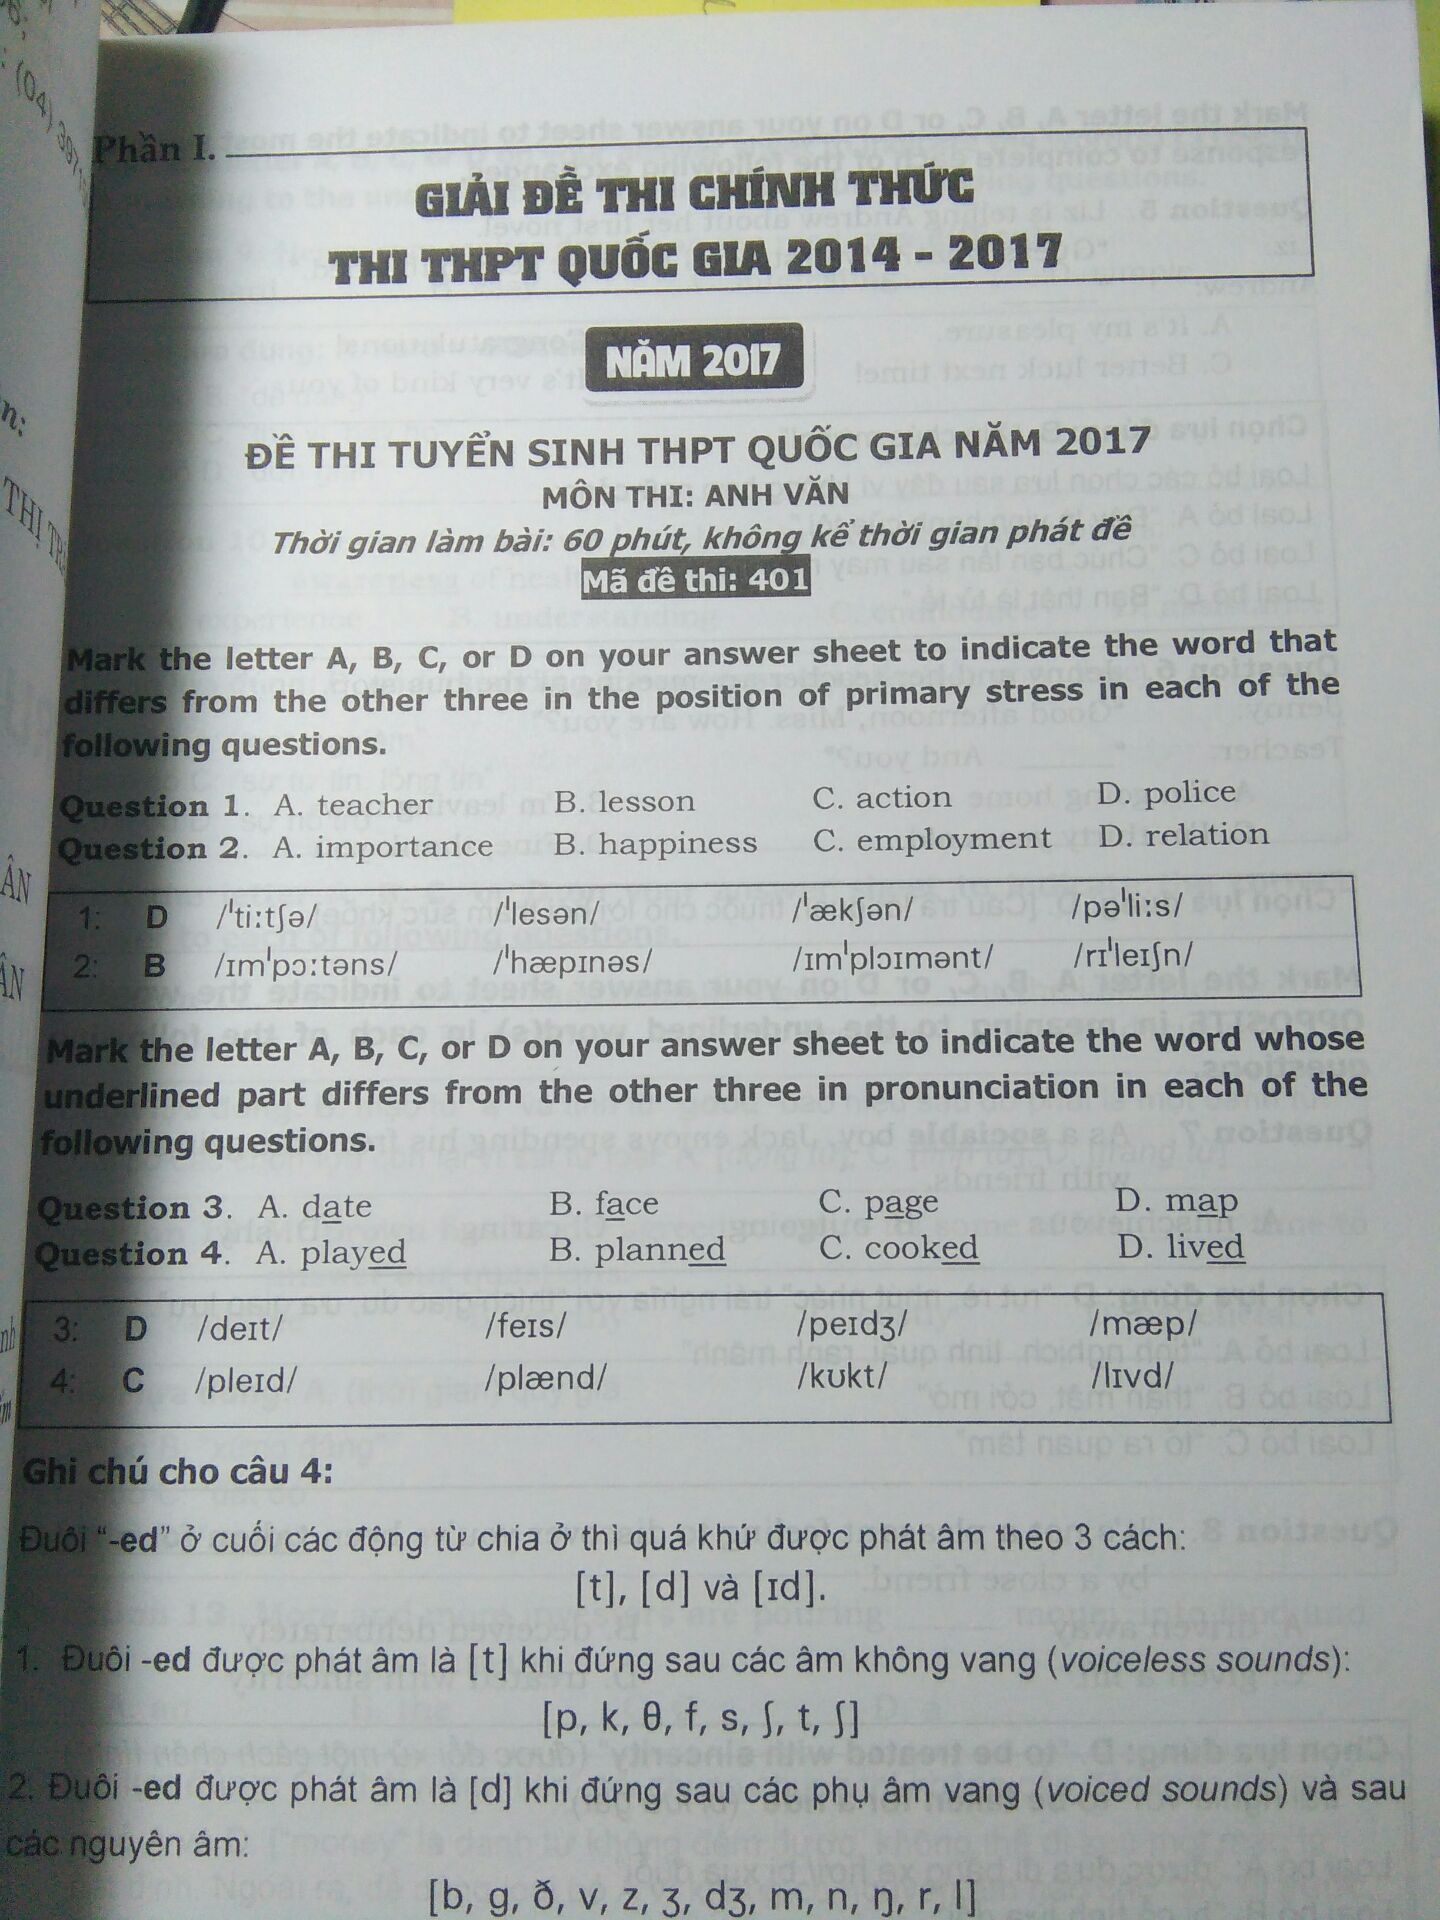 Phần I.
GIẢI ĐỀ THI CHÍNH THỨC
THI THPT QUỐC GIA 2014 - 2017
NĂM 2017
ĐỀ THI TUYỂN SINH THPT QUỐC GIA NĂM 2017
MÔN THI: ANH VĂN
Thời gian làm bài: 60 phút, không kể thời gian phát đề
Mã đề thi: 401
Mark the letter A, B, C, or D on your answer sheet to indicate the word that
differs from the other three in the position of primary stress in each of the
following questions.
Question 1. A. teacher B. lesson C. action D. police
Question 2. A. importance B. happiness C. employment D. relation
1: D /ˈtiːtʃə/ /ˈlesən/ /ˈækʃən/ /pəˈliːs/
2: B /ɪmˈpɔːtəns/ /ˈhæpɪnəs/ /ɪmˈplɔɪmənt/ /rɪˈleɪʃn/
Mark the letter A, B, C, or D on your answer sheet to indicate the word whose
underlined part differs from the other three in pronunciation in each of the
following questions.
Question 3. A. date B. face C. page D. map
Question 4. A. played B. planned C. cooked D. lived
3: D /deɪt/ /feɪs/ /peɪdʒ/ /mæp/
4: C /pleɪd/ /plænd/ /kʊkt/ /lɪvd/
Ghi chú cho câu 4:
Đuôi “-ed” ở cuối các động từ chia ở thì quá khứ được phát âm theo 3 cách:
[t], [d] và [ɪd].
1. Đuôi -ed được phát âm là [t] khi đứng sau các âm không vang (voiceless sounds):
[p, k, θ, f, s, ʃ, t, ʃ]
2. Đuôi -ed được phát âm là [d] khi đứng sau các phụ âm vang (voiced sounds) và sau
các nguyên âm:
[b, g, ð, v, z, ʒ, dʒ, m, n, ŋ, r, l]